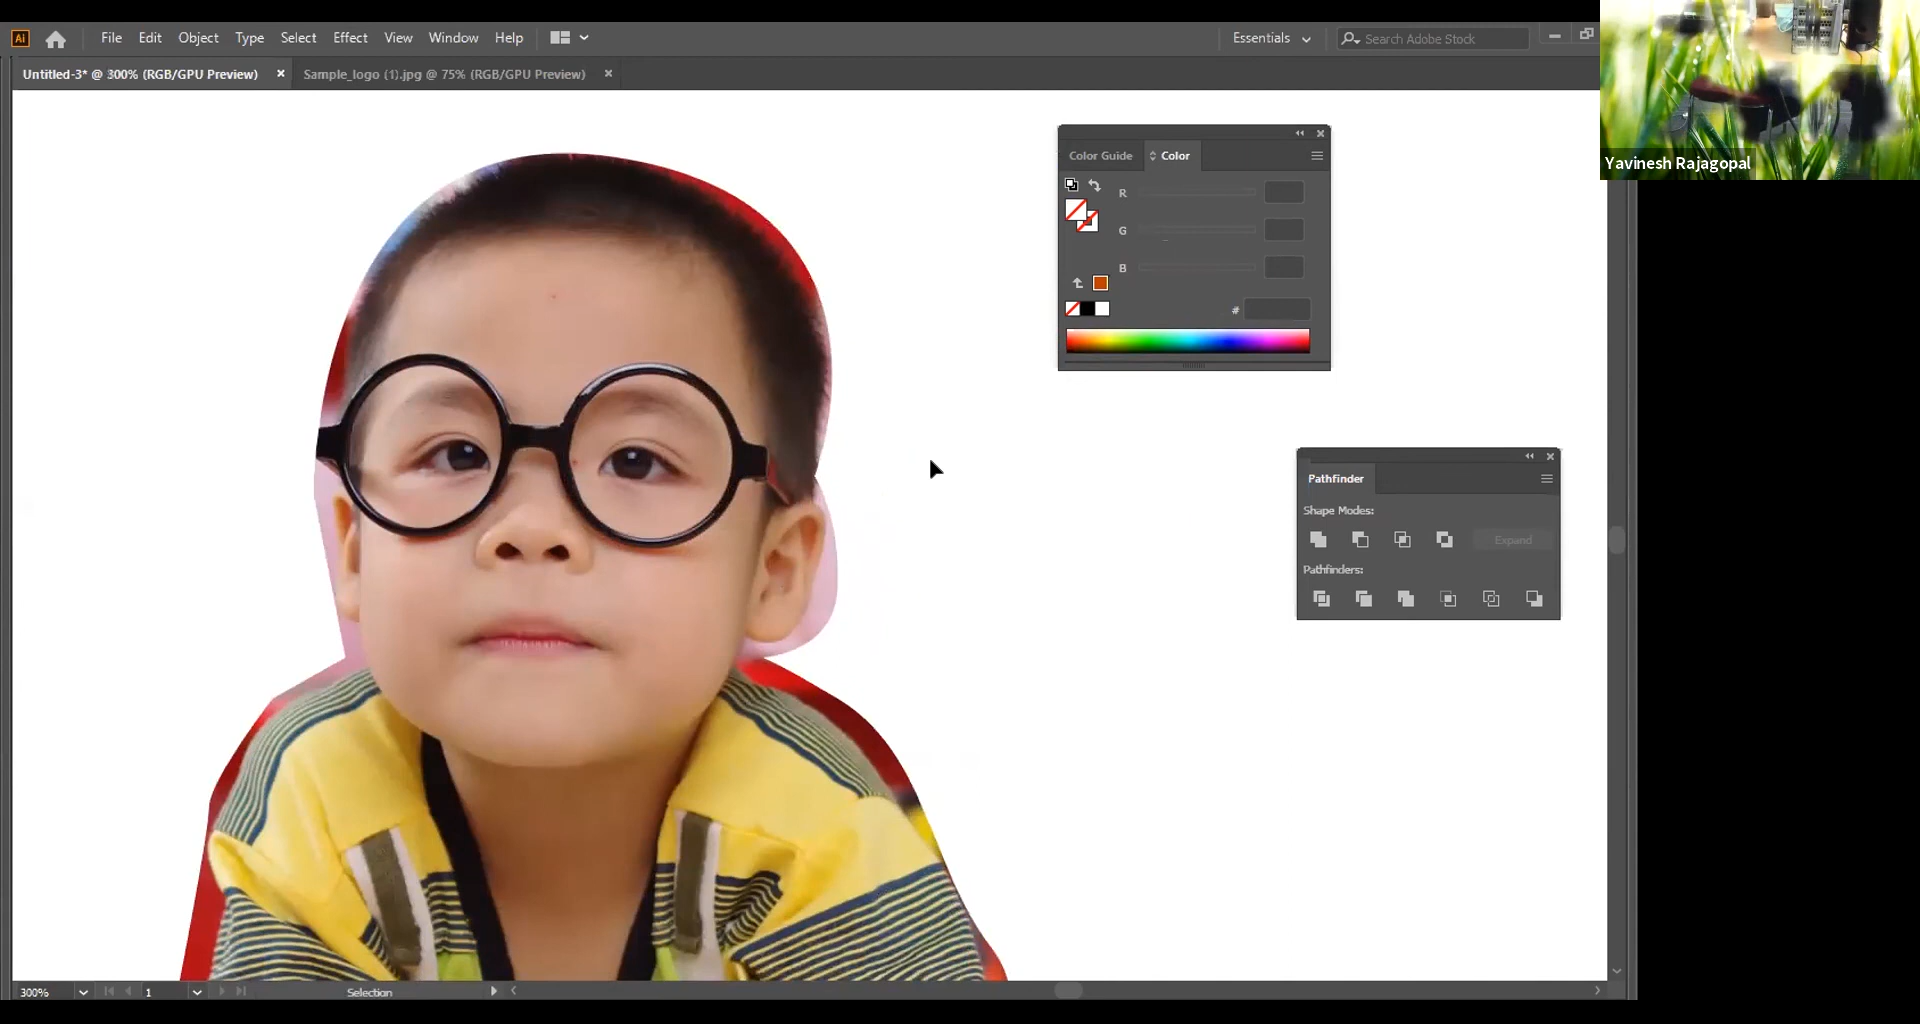 Ai File Edit Object Type Select Effect View Window Help Essentials Search Adobe Stock
Untitled-3* @ 300% (RGB/GPU Preview) × Sample_logo (1).jpg @ 75% (RGB/GPU Preview) ×
Yavinesh Rajagopal
Color Guide Color
R
G
B
#
Pathfinder
Shape Modes:
Expand
Pathfinders:
300% 1 Selection